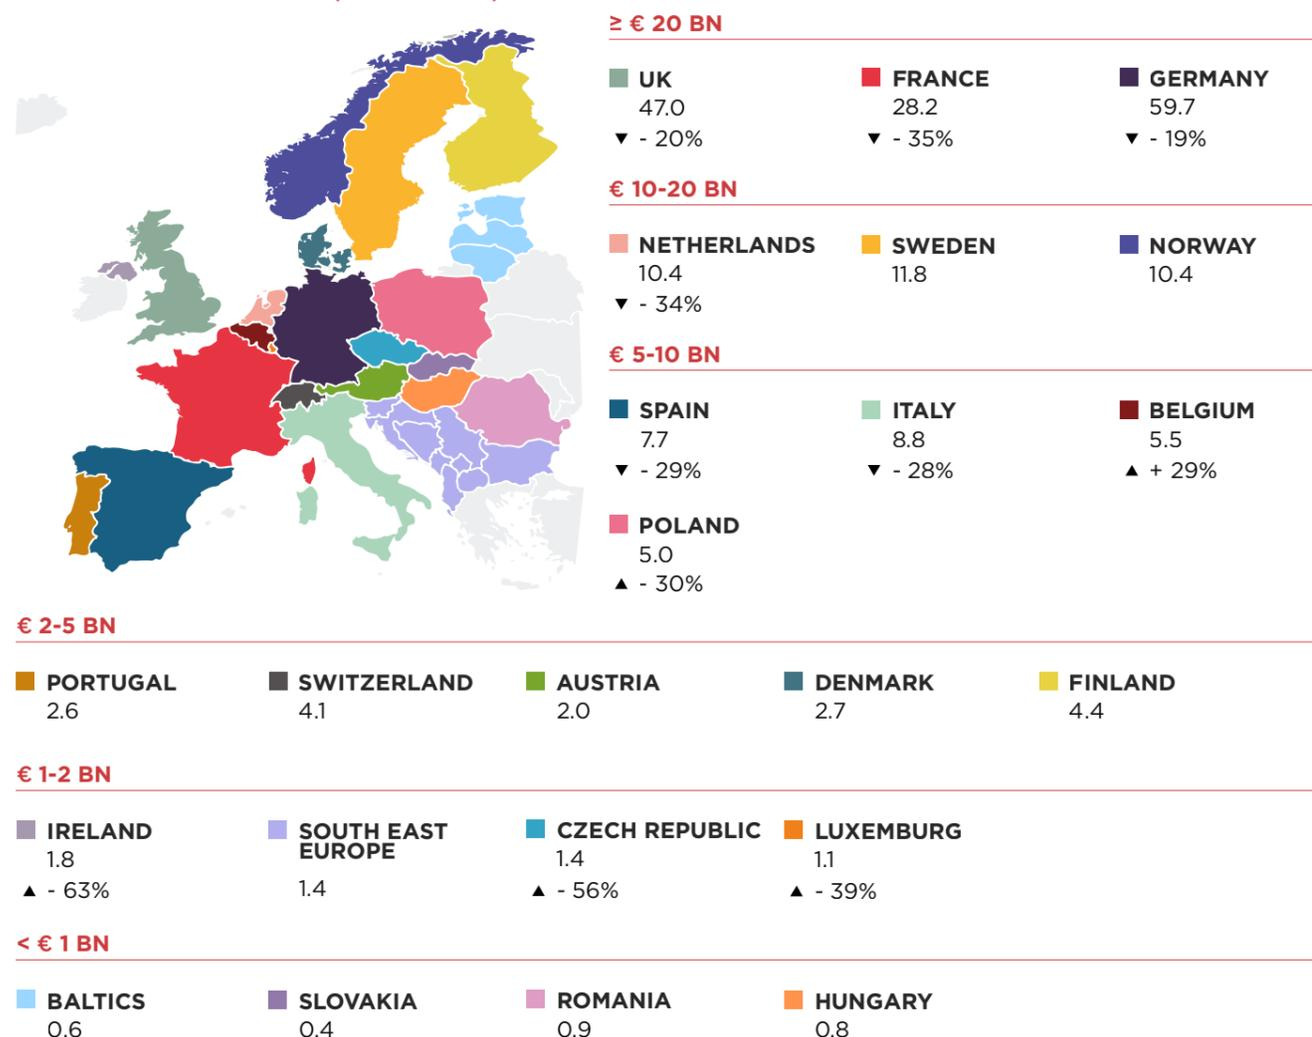 ≥ € 20 BN
UK
47.0
▼ - 20%
FRANCE
28.2
▼ - 35%
GERMANY
59.7
▼ - 19%
€ 10-20 BN
NETHERLANDS
10.4
▼ - 34%
SWEDEN
11.8
NORWAY
10.4
€ 5-10 BN
SPAIN
7.7
▼ - 29%
ITALY
8.8
▼ - 28%
BELGIUM
5.5
▲ + 29%
POLAND
5.0
▲ - 30%
€ 2-5 BN
PORTUGAL
2.6
SWITZERLAND
4.1
AUSTRIA
2.0
DENMARK
2.7
FINLAND
4.4
€ 1-2 BN
IRELAND
1.8
▲ - 63%
SOUTH EAST
EUROPE
1.4
CZECH REPUBLIC
1.4
▲ - 56%
LUXEMBURG
1.1
▲ - 39%
< € 1 BN
BALTICS
0.6
SLOVAKIA
0.4
ROMANIA
0.9
HUNGARY
0.8